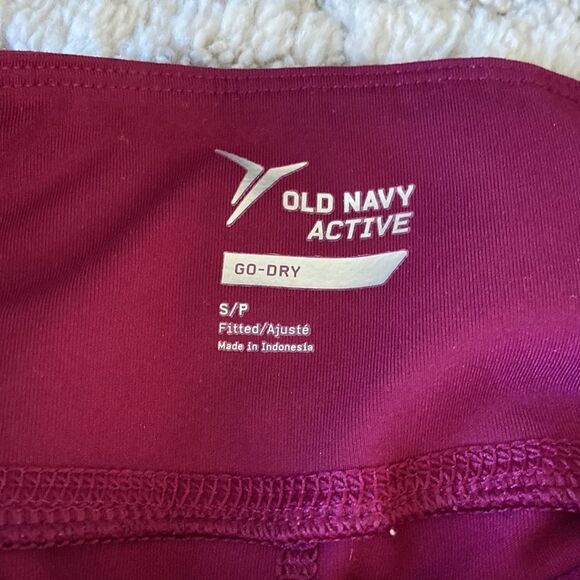 OLD NAVY
ACTIVE
GO-DRY
S/P
Fitted/Ajusté
Made in Indonesia